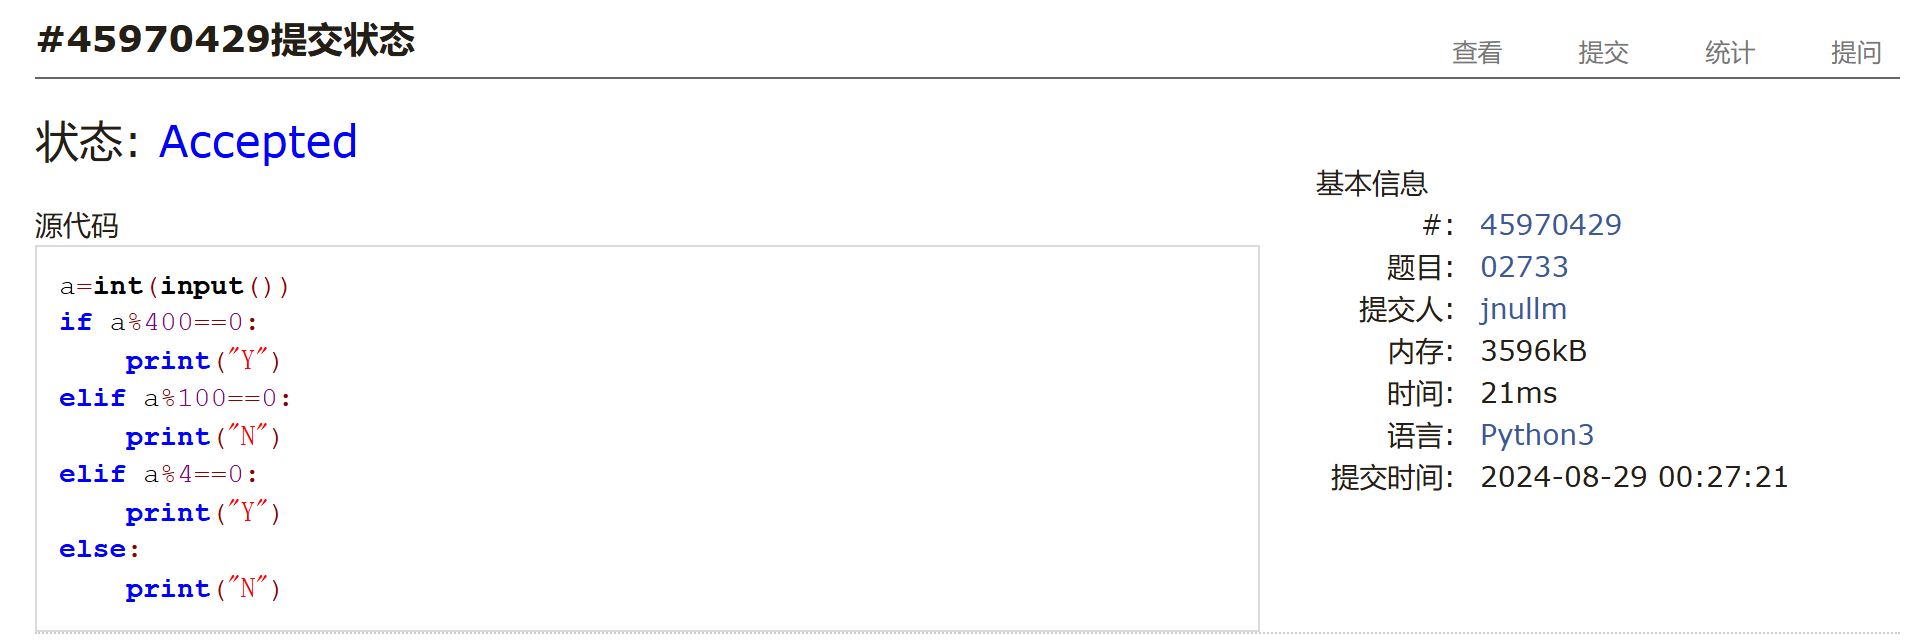 #45970429提交状态
查看 提交 统计 提问
状态: Accepted
源代码
a=int(input())
if a%400==0:
    print("Y")
elif a%100==0:
    print("N")
elif a%4==0:
    print("Y")
else:
    print("N")
基本信息
#: 45970429
题目: 02733
提交人: jnullm
内存: 3596kB
时间: 21ms
语言: Python3
提交时间: 2024-08-29 00:27:21